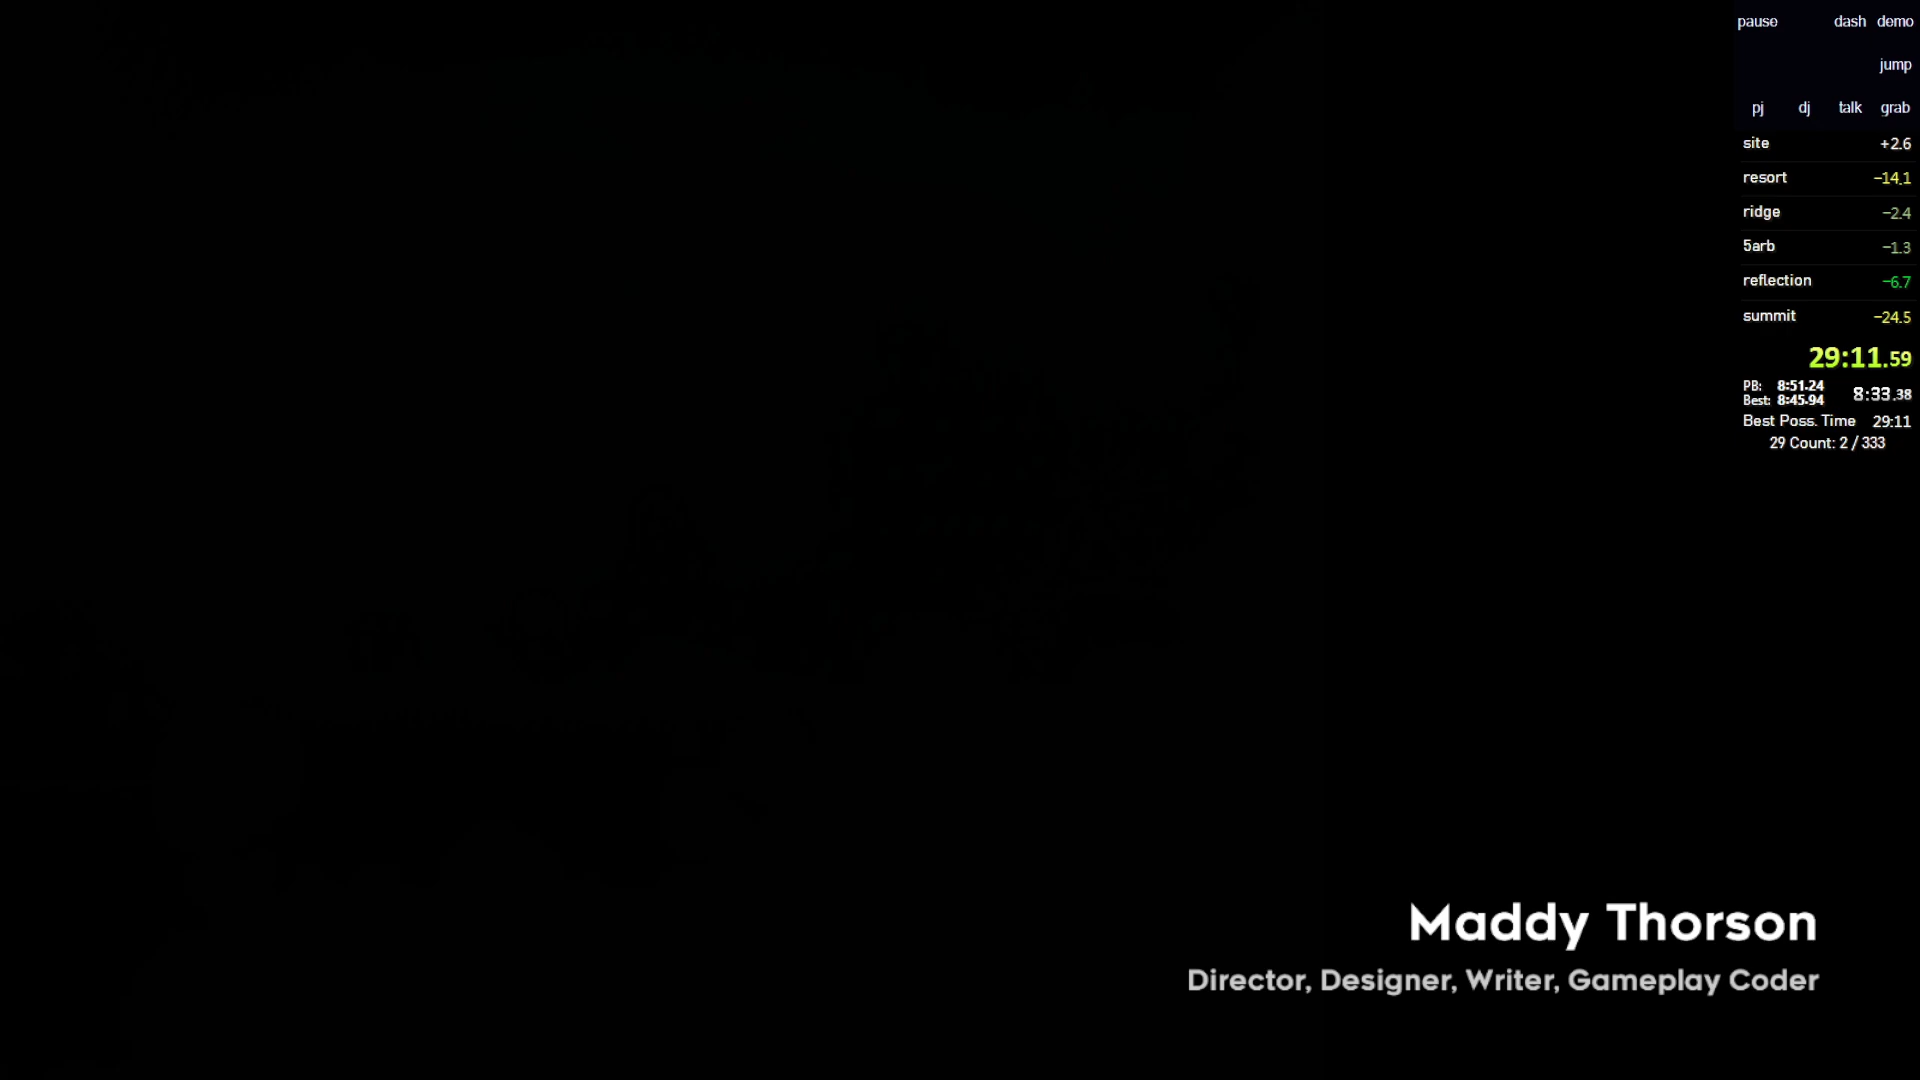 pause dash demo
jump
pj dj talk grab
site +2.6
resort −14.1
ridge −2.4
5arb −1.3
reflection −6.7
summit −24.5
29:11.59
PB: 8:51.24
Best: 8:45.94
8:33.38
Best Poss. Time 29:11
29 Count: 2 / 333
Maddy Thorson
Director, Designer, Writer, Gameplay Coder